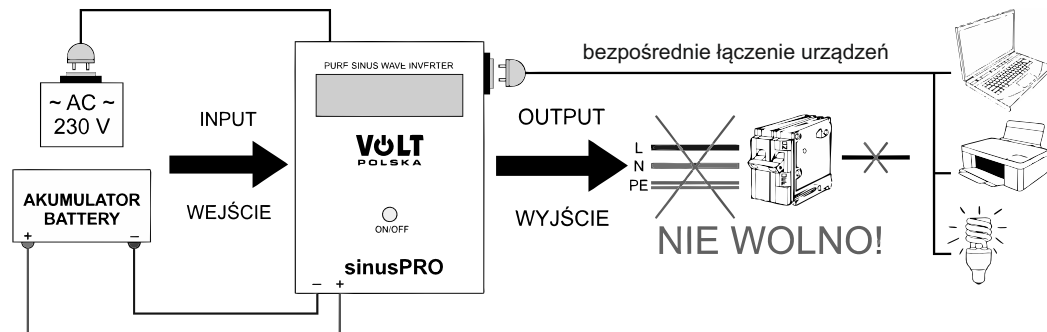 ~ AC ~
230 V
AKUMULATOR
BATTERY
+ −
INPUT
WEJŚCIE
PURE SINUS WAVE INVERTER
VOLT
POLSKA
ON/OFF
sinusPRO
− +
OUTPUT
WYJŚCIE
bezpośrednie łączenie urządzeń
L
N
PE
NIE WOLNO!